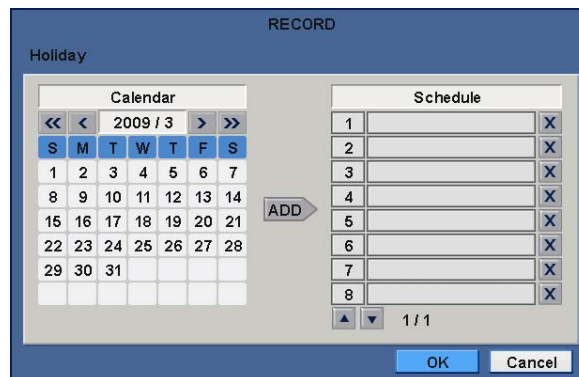 RECORD
Holiday
Calendar
<< < 2009 / 3 > >>
S M T W T F S
1 2 3 4 5 6 7
8 9 10 11 12 13 14
15 16 17 18 19 20 21
22 23 24 25 26 27 28
29 30 31
ADD
Schedule
1 X
2 X
3 X
4 X
5 X
6 X
7 X
8 X
1 / 1
OK Cancel